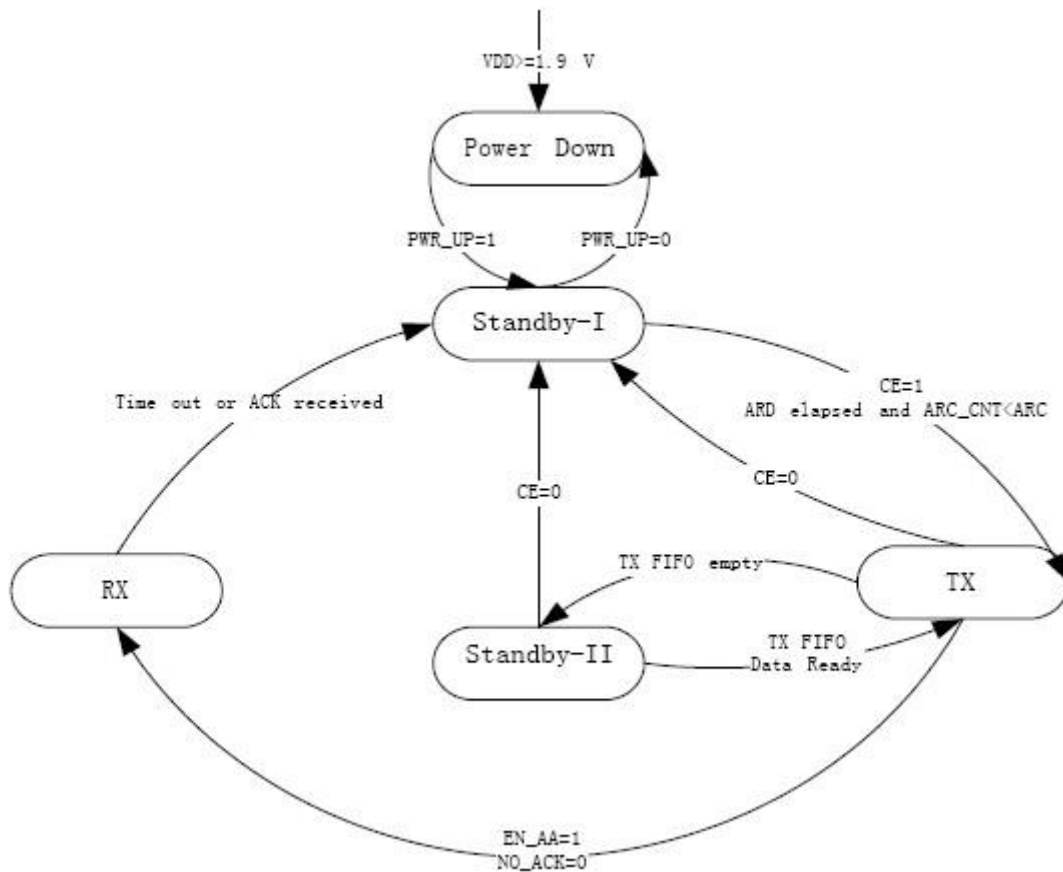 VDD>=1.9 V
Power Down
PWR_UP=1
PWR_UP=0
Standby-I
Time out or ACK received
CE=1
ARD elapsed and ARC_CNT<ARC
CE=0
CE=0
TX FIFO empty
RX
TX
Standby-II
TX FIFO
Data Ready
EN_AA=1
NO_ACK=0